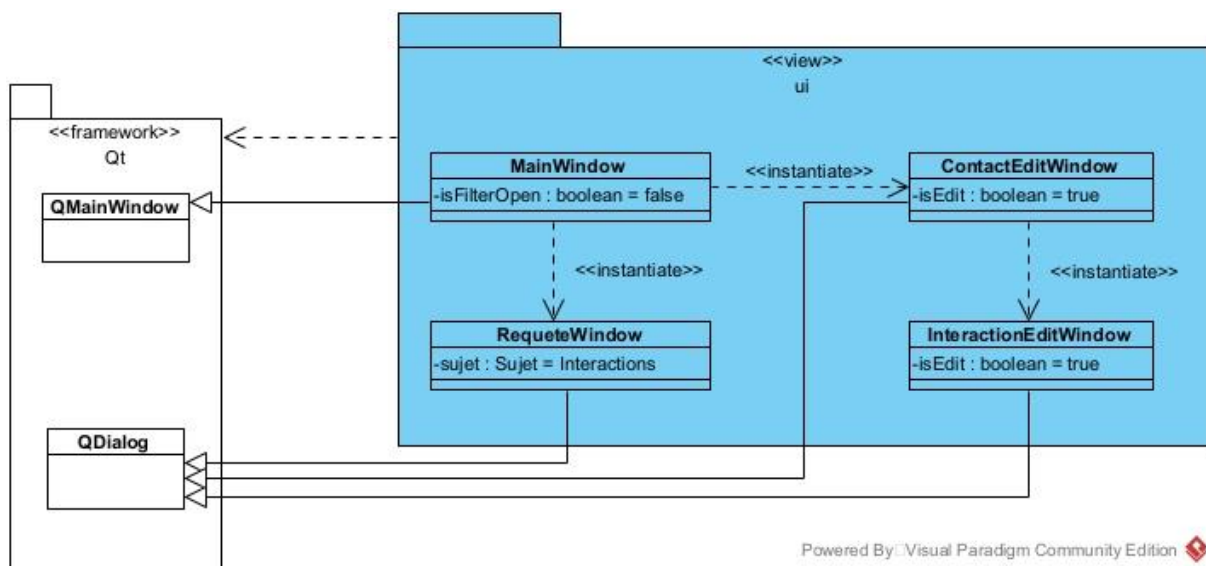 <<view>>
ui
<<framework>>
Qt
MainWindow
-isFilterOpen : boolean = false
<<instantiate>>
ContactEditWindow
-isEdit : boolean = true
QMainWindow
<<instantiate>>
<<instantiate>>
RequeteWindow
-sujet : Sujet = Interactions
InteractionEditWindow
-isEdit : boolean = true
QDialog
Powered By Visual Paradigm Community Edition